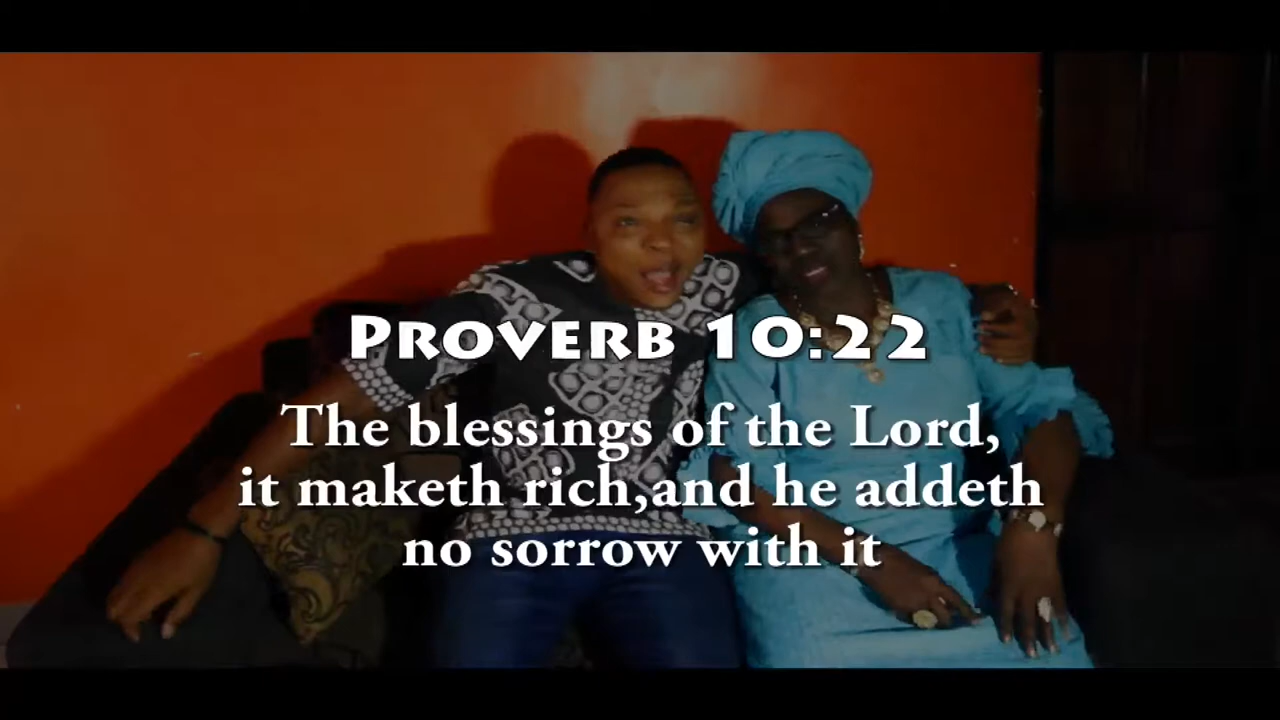 PROVERB 10:22
The blessings of the Lord,
it maketh rich,and he addeth
no sorrow with it